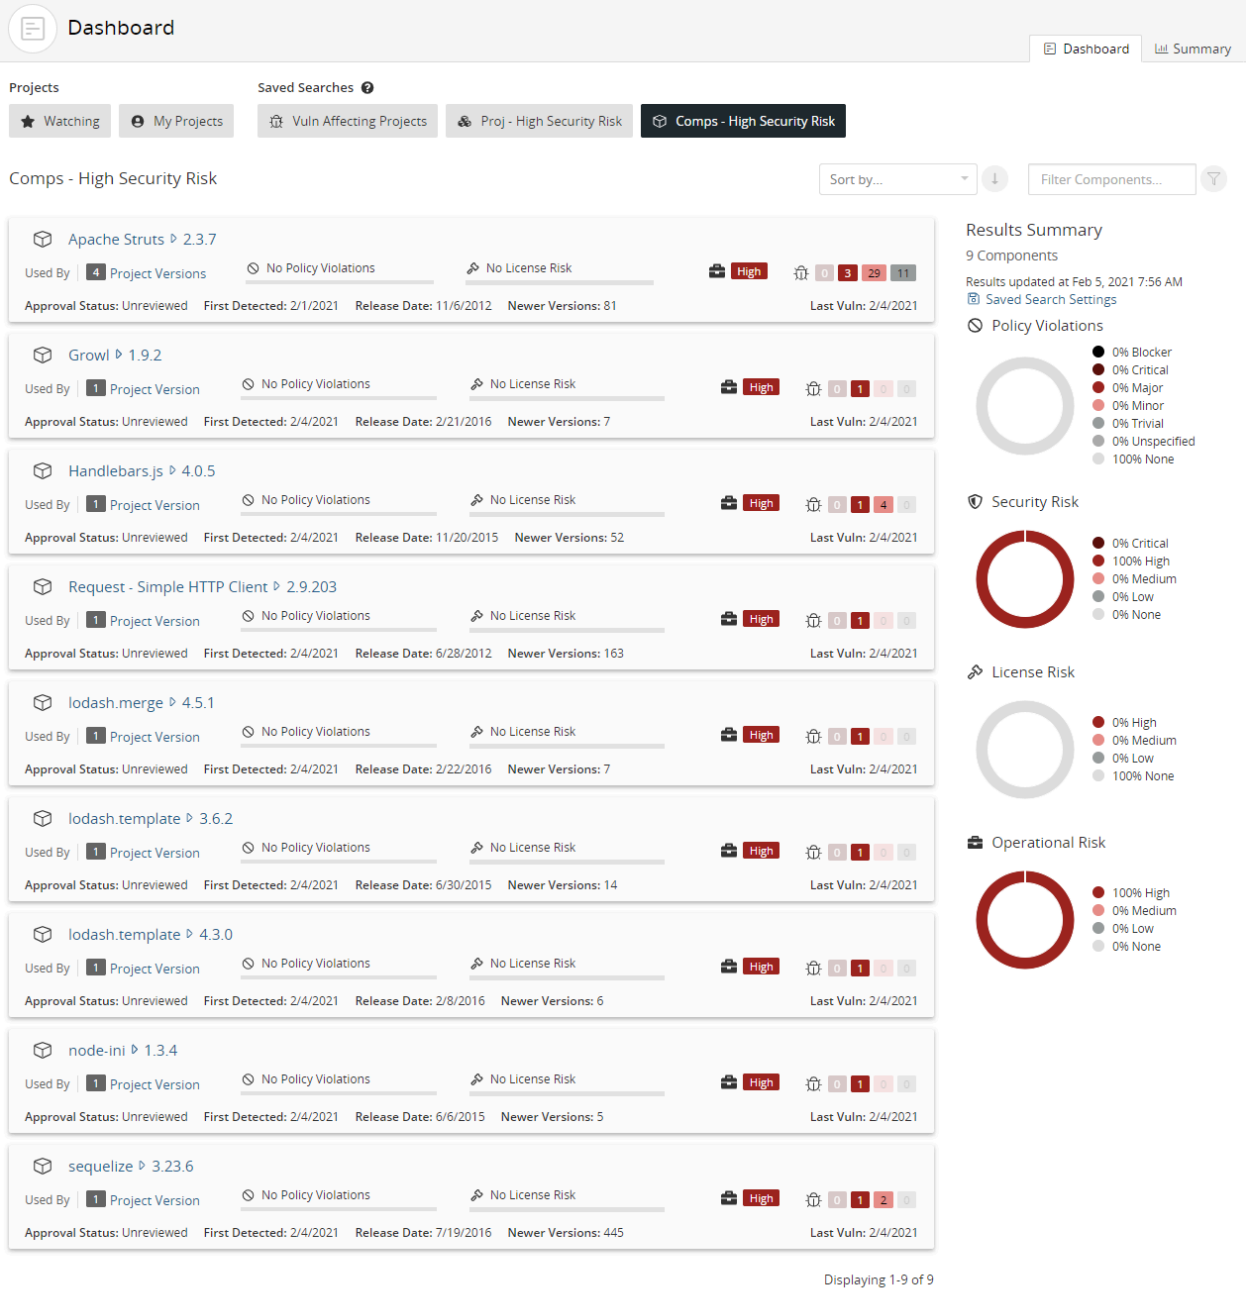 Dashboard
Dashboard Summary
Projects Saved Searches
Watching My Projects Vuln Affecting Projects Proj - High Security Risk Comps - High Security Risk
Comps - High Security Risk Sort by... Filter Components...
Apache Struts 2.3.7
Used By 4 Project Versions No Policy Violations No License Risk High 0 3 29 11
Approval Status: Unreviewed First Detected: 2/1/2021 Release Date: 11/6/2012 Newer Versions: 81 Last Vuln: 2/4/2021
Growl 1.9.2
Used By 1 Project Version No Policy Violations No License Risk High 0 1 0 0
Approval Status: Unreviewed First Detected: 2/4/2021 Release Date: 2/21/2016 Newer Versions: 7 Last Vuln: 2/4/2021
Handlebars.js 4.0.5
Used By 1 Project Version No Policy Violations No License Risk High 0 1 4 0
Approval Status: Unreviewed First Detected: 2/4/2021 Release Date: 11/20/2015 Newer Versions: 52 Last Vuln: 2/4/2021
Request - Simple HTTP Client 2.9.203
Used By 1 Project Version No Policy Violations No License Risk High 0 1 0 0
Approval Status: Unreviewed First Detected: 2/4/2021 Release Date: 6/28/2012 Newer Versions: 163 Last Vuln: 2/4/2021
lodash.merge 4.5.1
Used By 1 Project Version No Policy Violations No License Risk High 0 1 0 0
Approval Status: Unreviewed First Detected: 2/4/2021 Release Date: 2/22/2016 Newer Versions: 7 Last Vuln: 2/4/2021
lodash.template 3.6.2
Used By 1 Project Version No Policy Violations No License Risk High 0 1 0 0
Approval Status: Unreviewed First Detected: 2/4/2021 Release Date: 6/30/2015 Newer Versions: 14 Last Vuln: 2/4/2021
lodash.template 4.3.0
Used By 1 Project Version No Policy Violations No License Risk High 0 1 0 0
Approval Status: Unreviewed First Detected: 2/4/2021 Release Date: 2/8/2016 Newer Versions: 6 Last Vuln: 2/4/2021
node-ini 1.3.4
Used By 1 Project Version No Policy Violations No License Risk High 0 1 0 0
Approval Status: Unreviewed First Detected: 2/4/2021 Release Date: 6/6/2015 Newer Versions: 5 Last Vuln: 2/4/2021
sequelize 3.23.6
Used By 1 Project Version No Policy Violations No License Risk High 0 1 2 0
Approval Status: Unreviewed First Detected: 2/4/2021 Release Date: 7/19/2016 Newer Versions: 445 Last Vuln: 2/4/2021
Displaying 1-9 of 9
Results Summary
9 Components
Results updated at Feb 5, 2021 7:56 AM
Saved Search Settings
Policy Violations
0% Blocker
0% Critical
0% Major
0% Minor
0% Trivial
0% Unspecified
100% None
Security Risk
0% Critical
100% High
0% Medium
0% Low
0% None
License Risk
0% High
0% Medium
0% Low
100% None
Operational Risk
100% High
0% Medium
0% Low
0% None